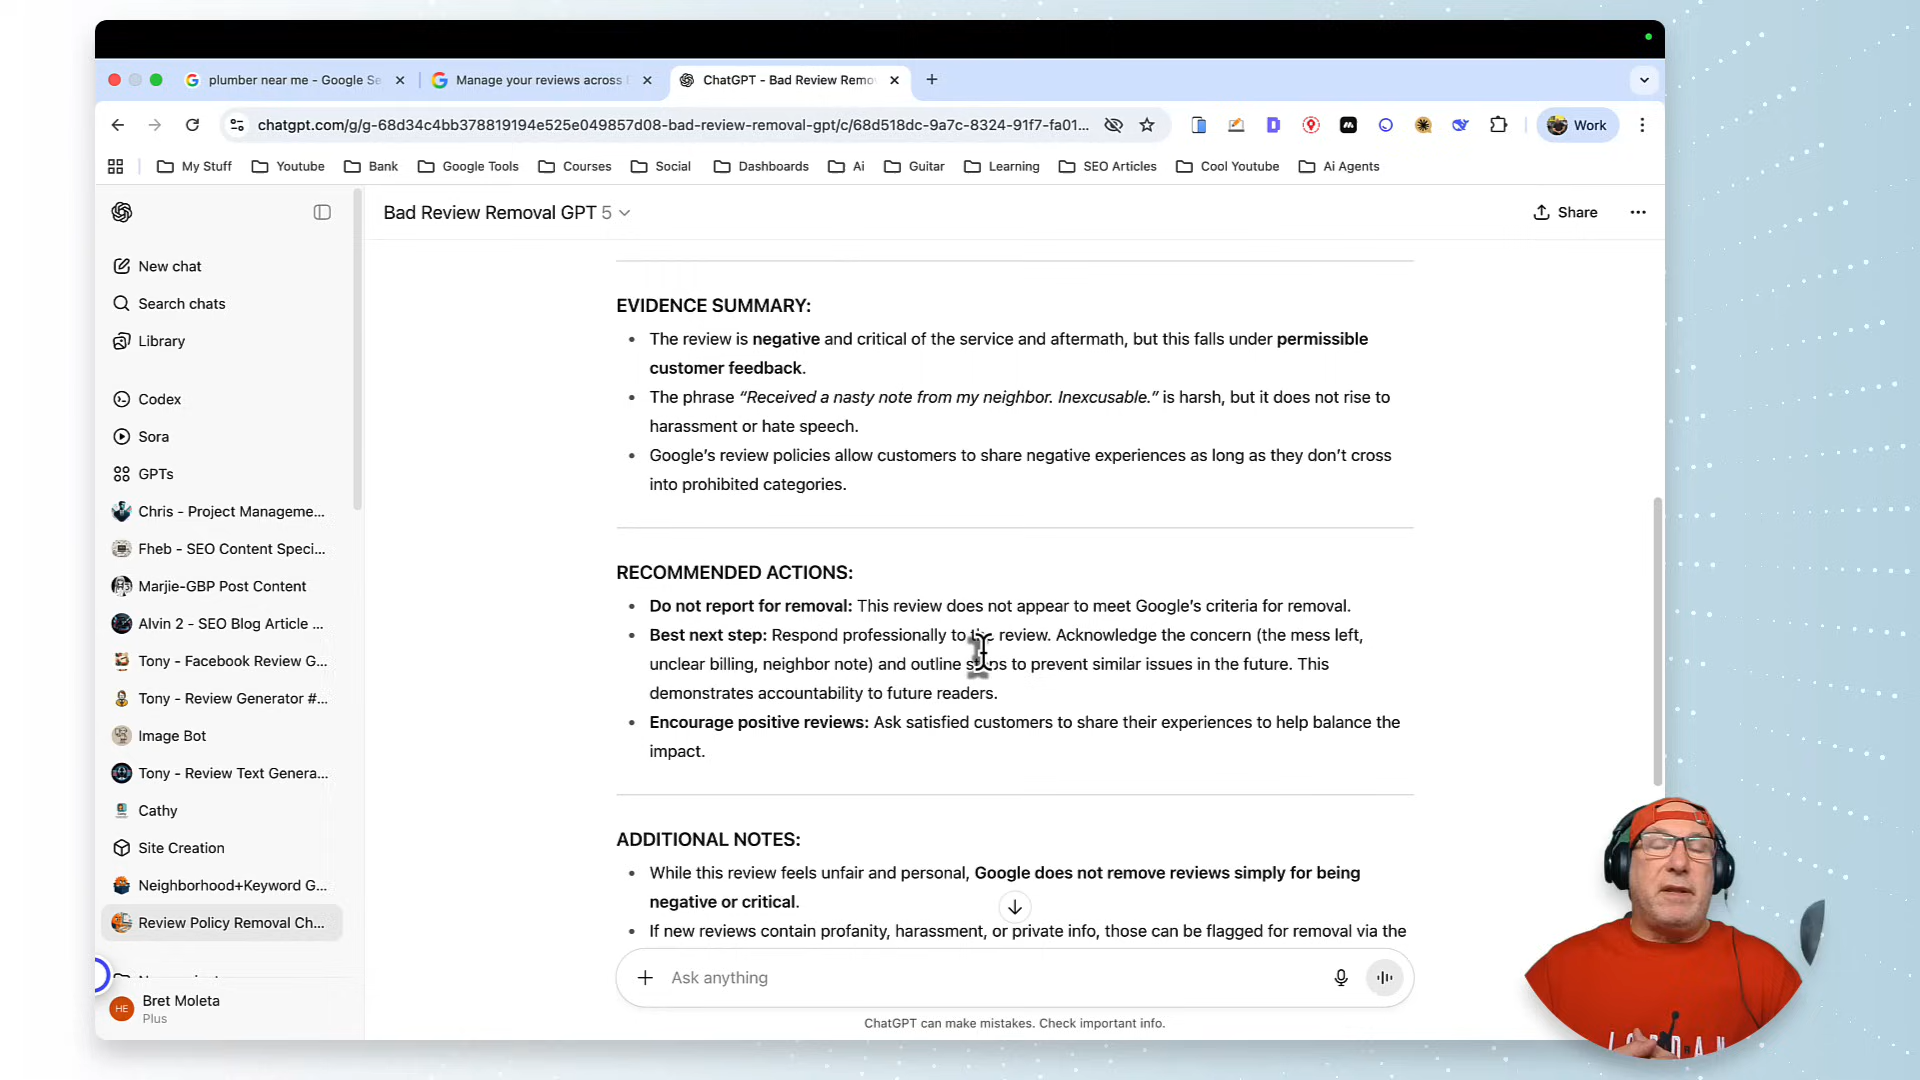 plumber near me - Google Se
Manage your reviews across
ChatGPT - Bad Review Remo
chatgpt.com/g/g-68d34c4bb378819194e525e049857d08-bad-review-removal-gpt/c/68d518dc-9a7c-8324-91f7-fa01...
Work
My Stuff
Youtube
Bank
Google Tools
Courses
Social
Dashboards
Ai
Guitar
Learning
SEO Articles
Cool Youtube
Ai Agents
Bad Review Removal GPT 5
Share
New chat
Search chats
Library
Codex
Sora
GPTs
Chris - Project Manageme...
Fheb - SEO Content Speci...
Marjie-GBP Post Content
Alvin 2 - SEO Blog Article ...
Tony - Facebook Review G...
Tony - Review Generator #...
Image Bot
Tony - Review Text Genera...
Cathy
Site Creation
Neighborhood+Keyword G...
Review Policy Removal Ch...
HE
Bret Moleta
Plus
EVIDENCE SUMMARY:
The review is negative and critical of the service and aftermath, but this falls under permissible
customer feedback.
The phrase “Received a nasty note from my neighbor. Inexcusable.” is harsh, but it does not rise to
harassment or hate speech.
Google’s review policies allow customers to share negative experiences as long as they don’t cross
into prohibited categories.
RECOMMENDED ACTIONS:
Do not report for removal: This review does not appear to meet Google’s criteria for removal.
Best next step: Respond professionally to the review. Acknowledge the concern (the mess left,
unclear billing, neighbor note) and outline steps to prevent similar issues in the future. This
demonstrates accountability to future readers.
Encourage positive reviews: Ask satisfied customers to share their experiences to help balance the
impact.
ADDITIONAL NOTES:
While this review feels unfair and personal, Google does not remove reviews simply for being
negative or critical.
If new reviews contain profanity, harassment, or private info, those can be flagged for removal via the
Ask anything
ChatGPT can make mistakes. Check important info.